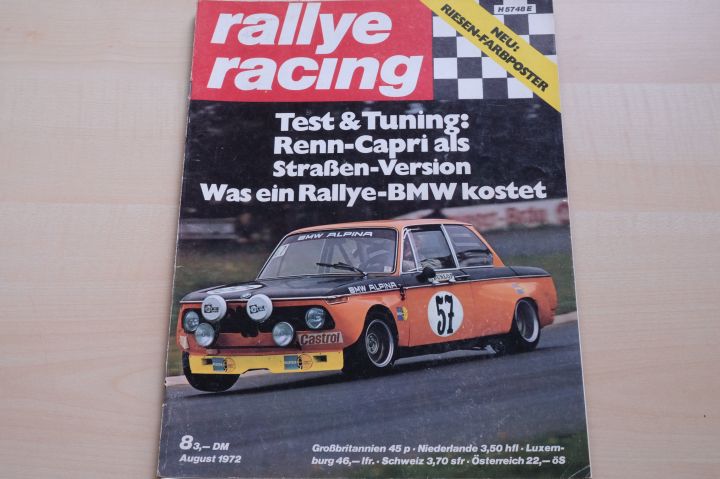 rallye
racing
H 5748 E
NEU:
RIESEN-FARBPOSTER
Test & Tuning:
Renn-Capri als
Straßen-Version
Was ein Rallye-BMW kostet
BMW ALPINA
BMW ALPINA
57
Castrol
8 3,— DM
August 1972
Großbritannien 45 p · Niederlande 3,50 hfl · Luxem-
burg 46,— lfr. · Schweiz 3,70 sfr · Österreich 22,— öS